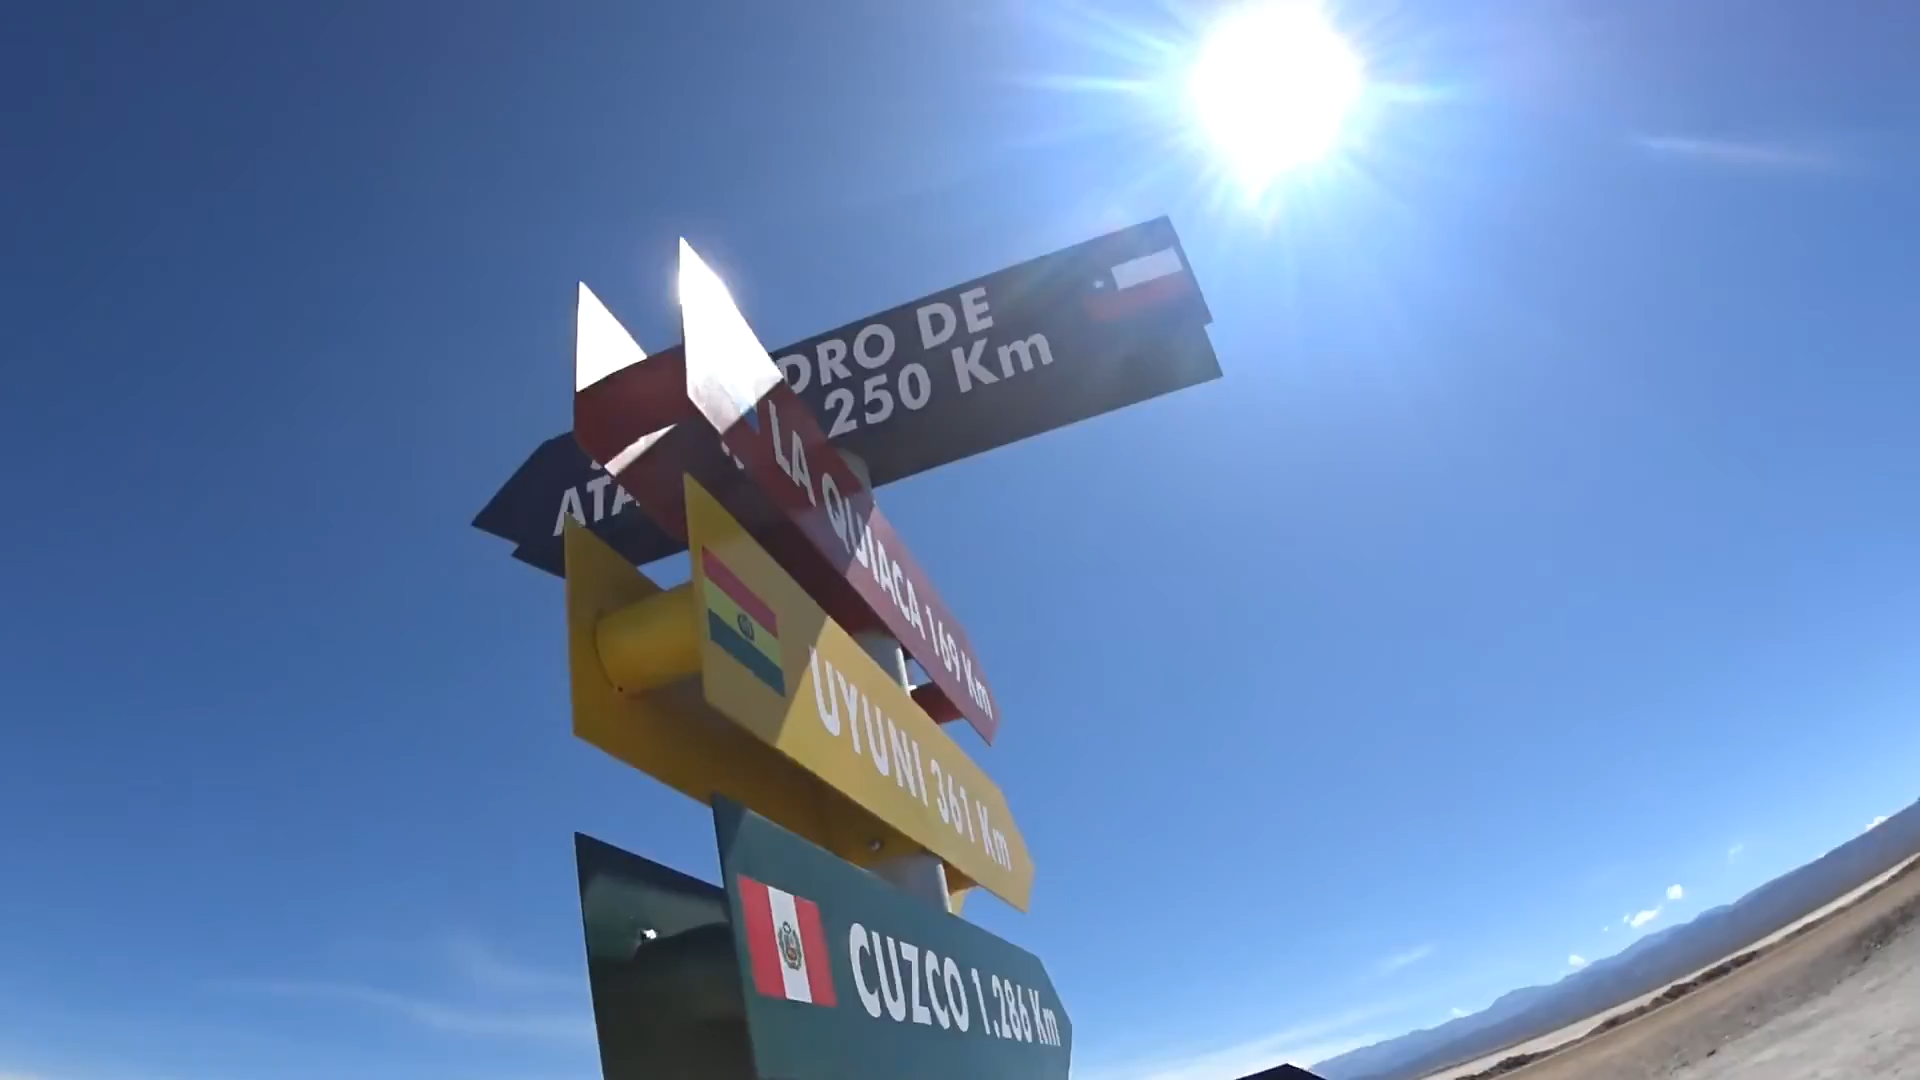 DRO DE
ATA 250 Km
LA QUIACA 169 Km
UYUNI 361 Km
CUZCO 1.286 Km